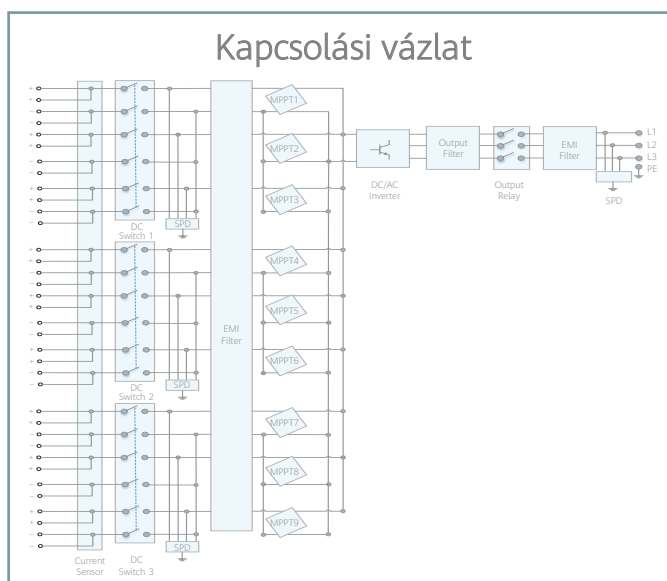 Kapcsolási vázlat
MPPT1
MPPT2
MPPT3
SPD
DC
Switch 1
MPPT4
MPPT5
MPPT6
SPD
DC
Switch 2
EMI
Filter
MPPT7
MPPT8
MPPT9
SPD
Current
Sensor
DC
Switch 3
DC/AC
Inverter
Output
Filter
Output
Relay
EMI
Filter
L1
L2
L3
PE
SPD